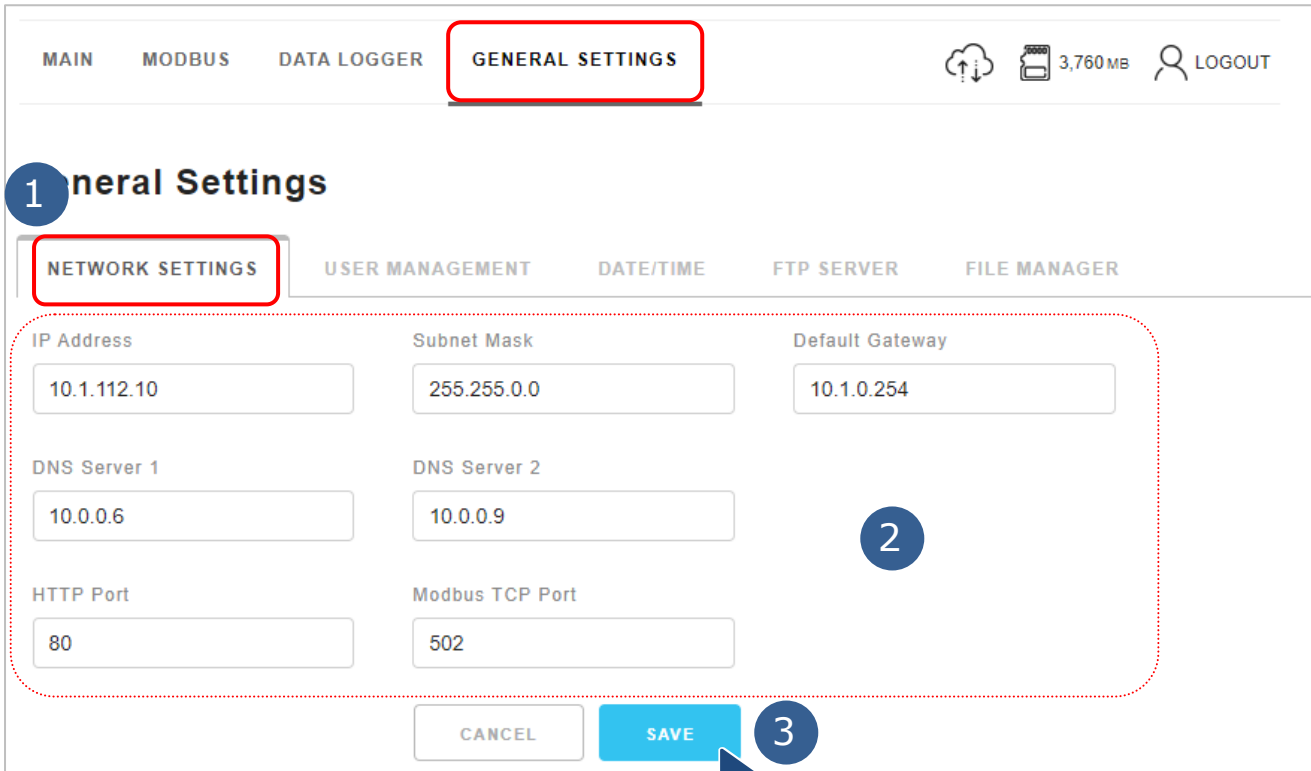 MAIN MODBUS DATA LOGGER GENERAL SETTINGS 3,760 MB LOGOUT
1 neral Settings
NETWORK SETTINGS USER MANAGEMENT DATE/TIME FTP SERVER FILE MANAGER
IP Address Subnet Mask Default Gateway
10.1.112.10 255.255.0.0 10.1.0.254
DNS Server 1 DNS Server 2
10.0.0.6 10.0.0.9
2
HTTP Port Modbus TCP Port
80 502
CANCEL SAVE 3